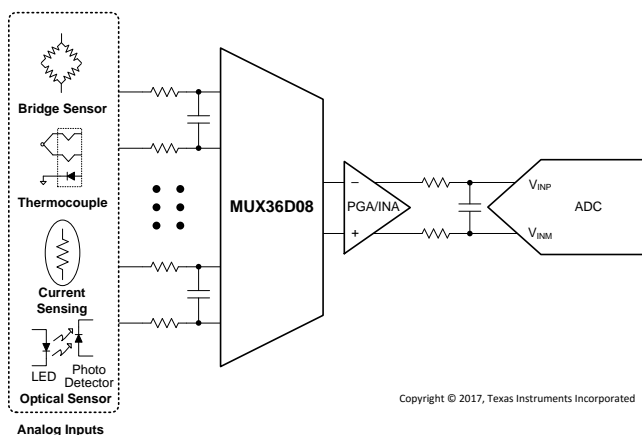 Bridge Sensor
Thermocouple
Current
Sensing
LED
Photo
Detector
Optical Sensor
Analog Inputs
MUX36D08
−
+
PGA/INA
VINP
VINM
ADC
Copyright © 2017, Texas Instruments Incorporated